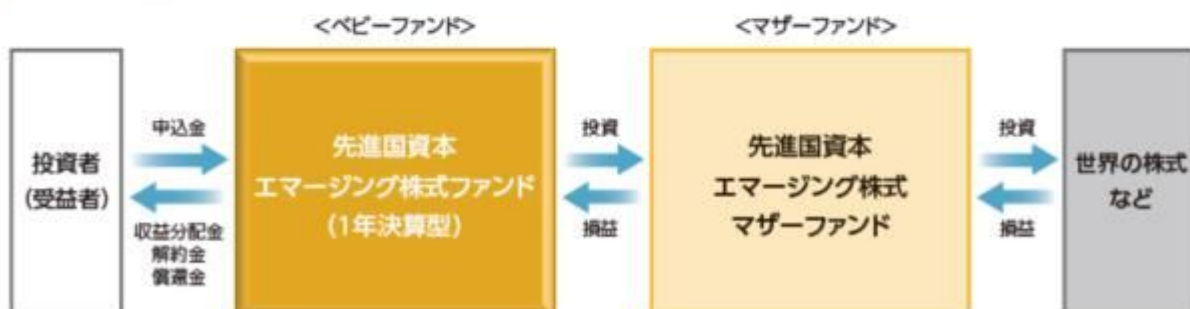 <ベビーファンド>
<マザーファンド>
投資者
(受益者)
申込金
収益分配金
解約金
償還金
先進国資本
エマージング株式ファンド
(1年決算型)
投資
損益
先進国資本
エマージング株式
マザーファンド
投資
損益
世界の株式
など